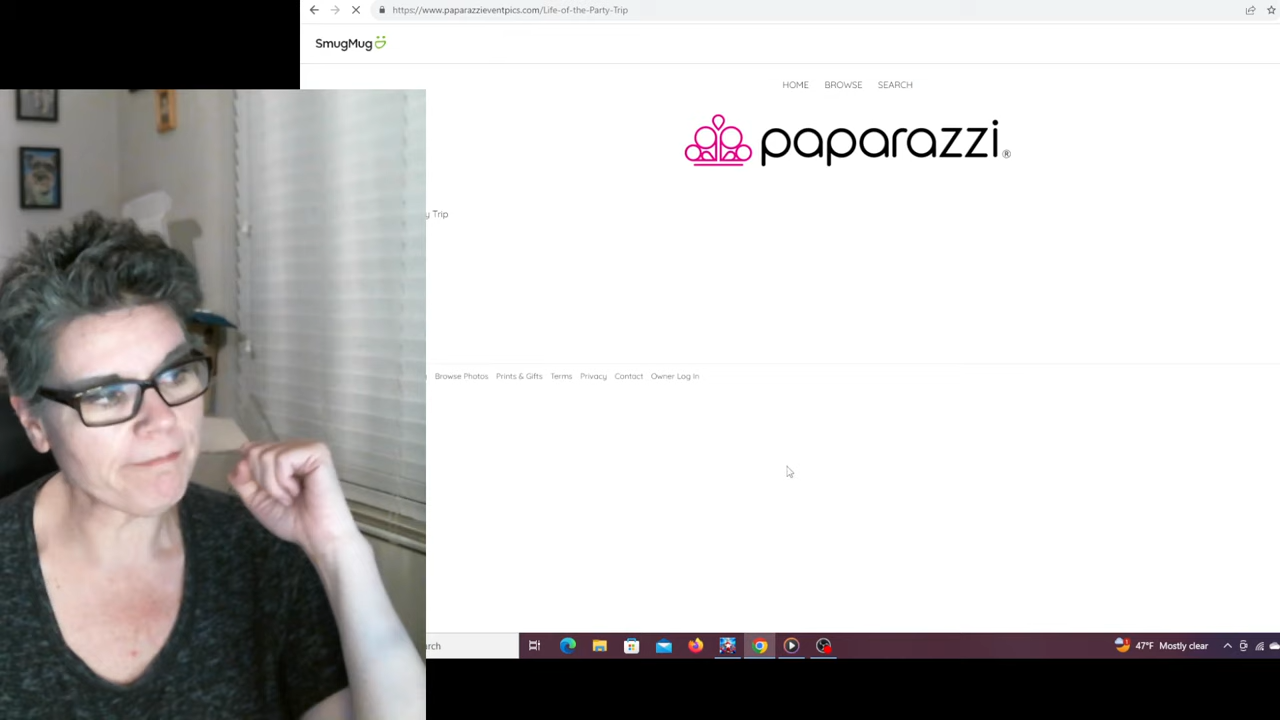 https://www.paparazzieventpics.com/Life-of-the-Party-Trip
SmugMug
HOME BROWSE SEARCH
paparazzi®
y Trip
Browse Photos Prints & Gifts Terms Privacy Contact Owner Log In
rch
47°F Mostly clear